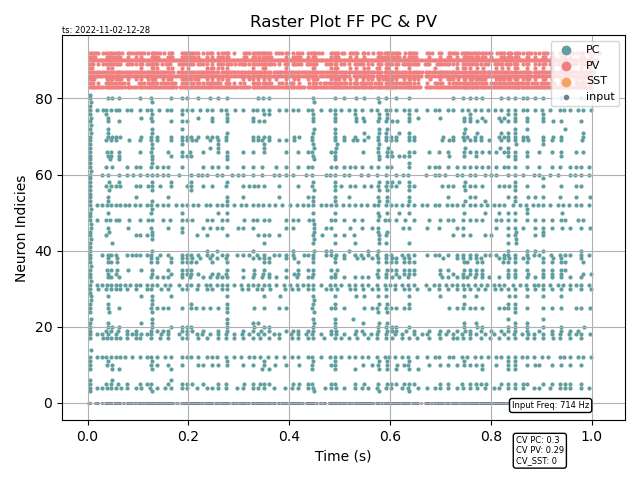 Raster Plot FF PC & PV
ts: 2022-11-02-12-28
PC
PV
SST
input
Neuron Indicies
80
60
40
20
0
Input Freq: 714 Hz
0.0 0.2 0.4 0.6 0.8 1.0
Time (s)
CV PC: 0.3
CV PV: 0.29
CV_SST: 0